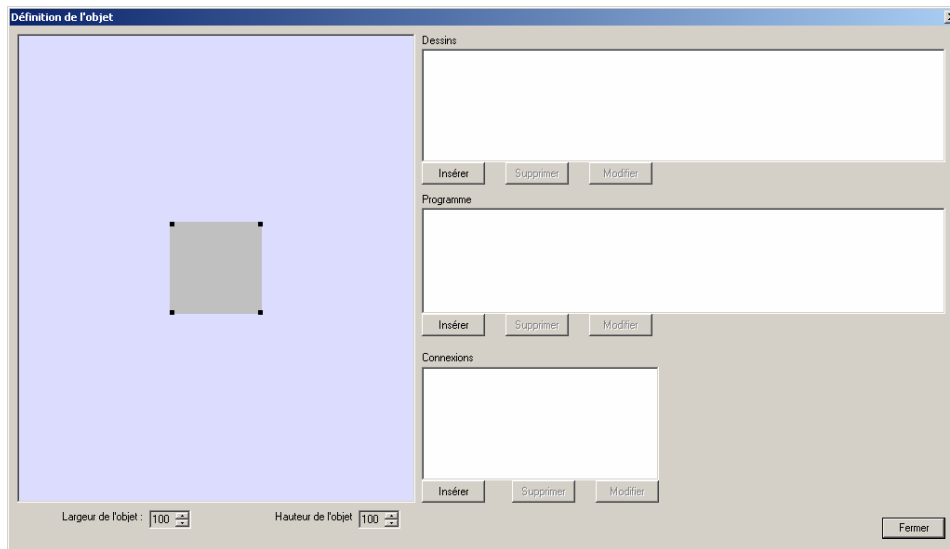 Définition de l'objet
Dessins
Insérer Supprimer Modifier
Programme
Insérer Supprimer Modifier
Connexions
Insérer Supprimer Modifier
Largeur de l'objet : 100 Hauteur de l'objet 100
Fermer